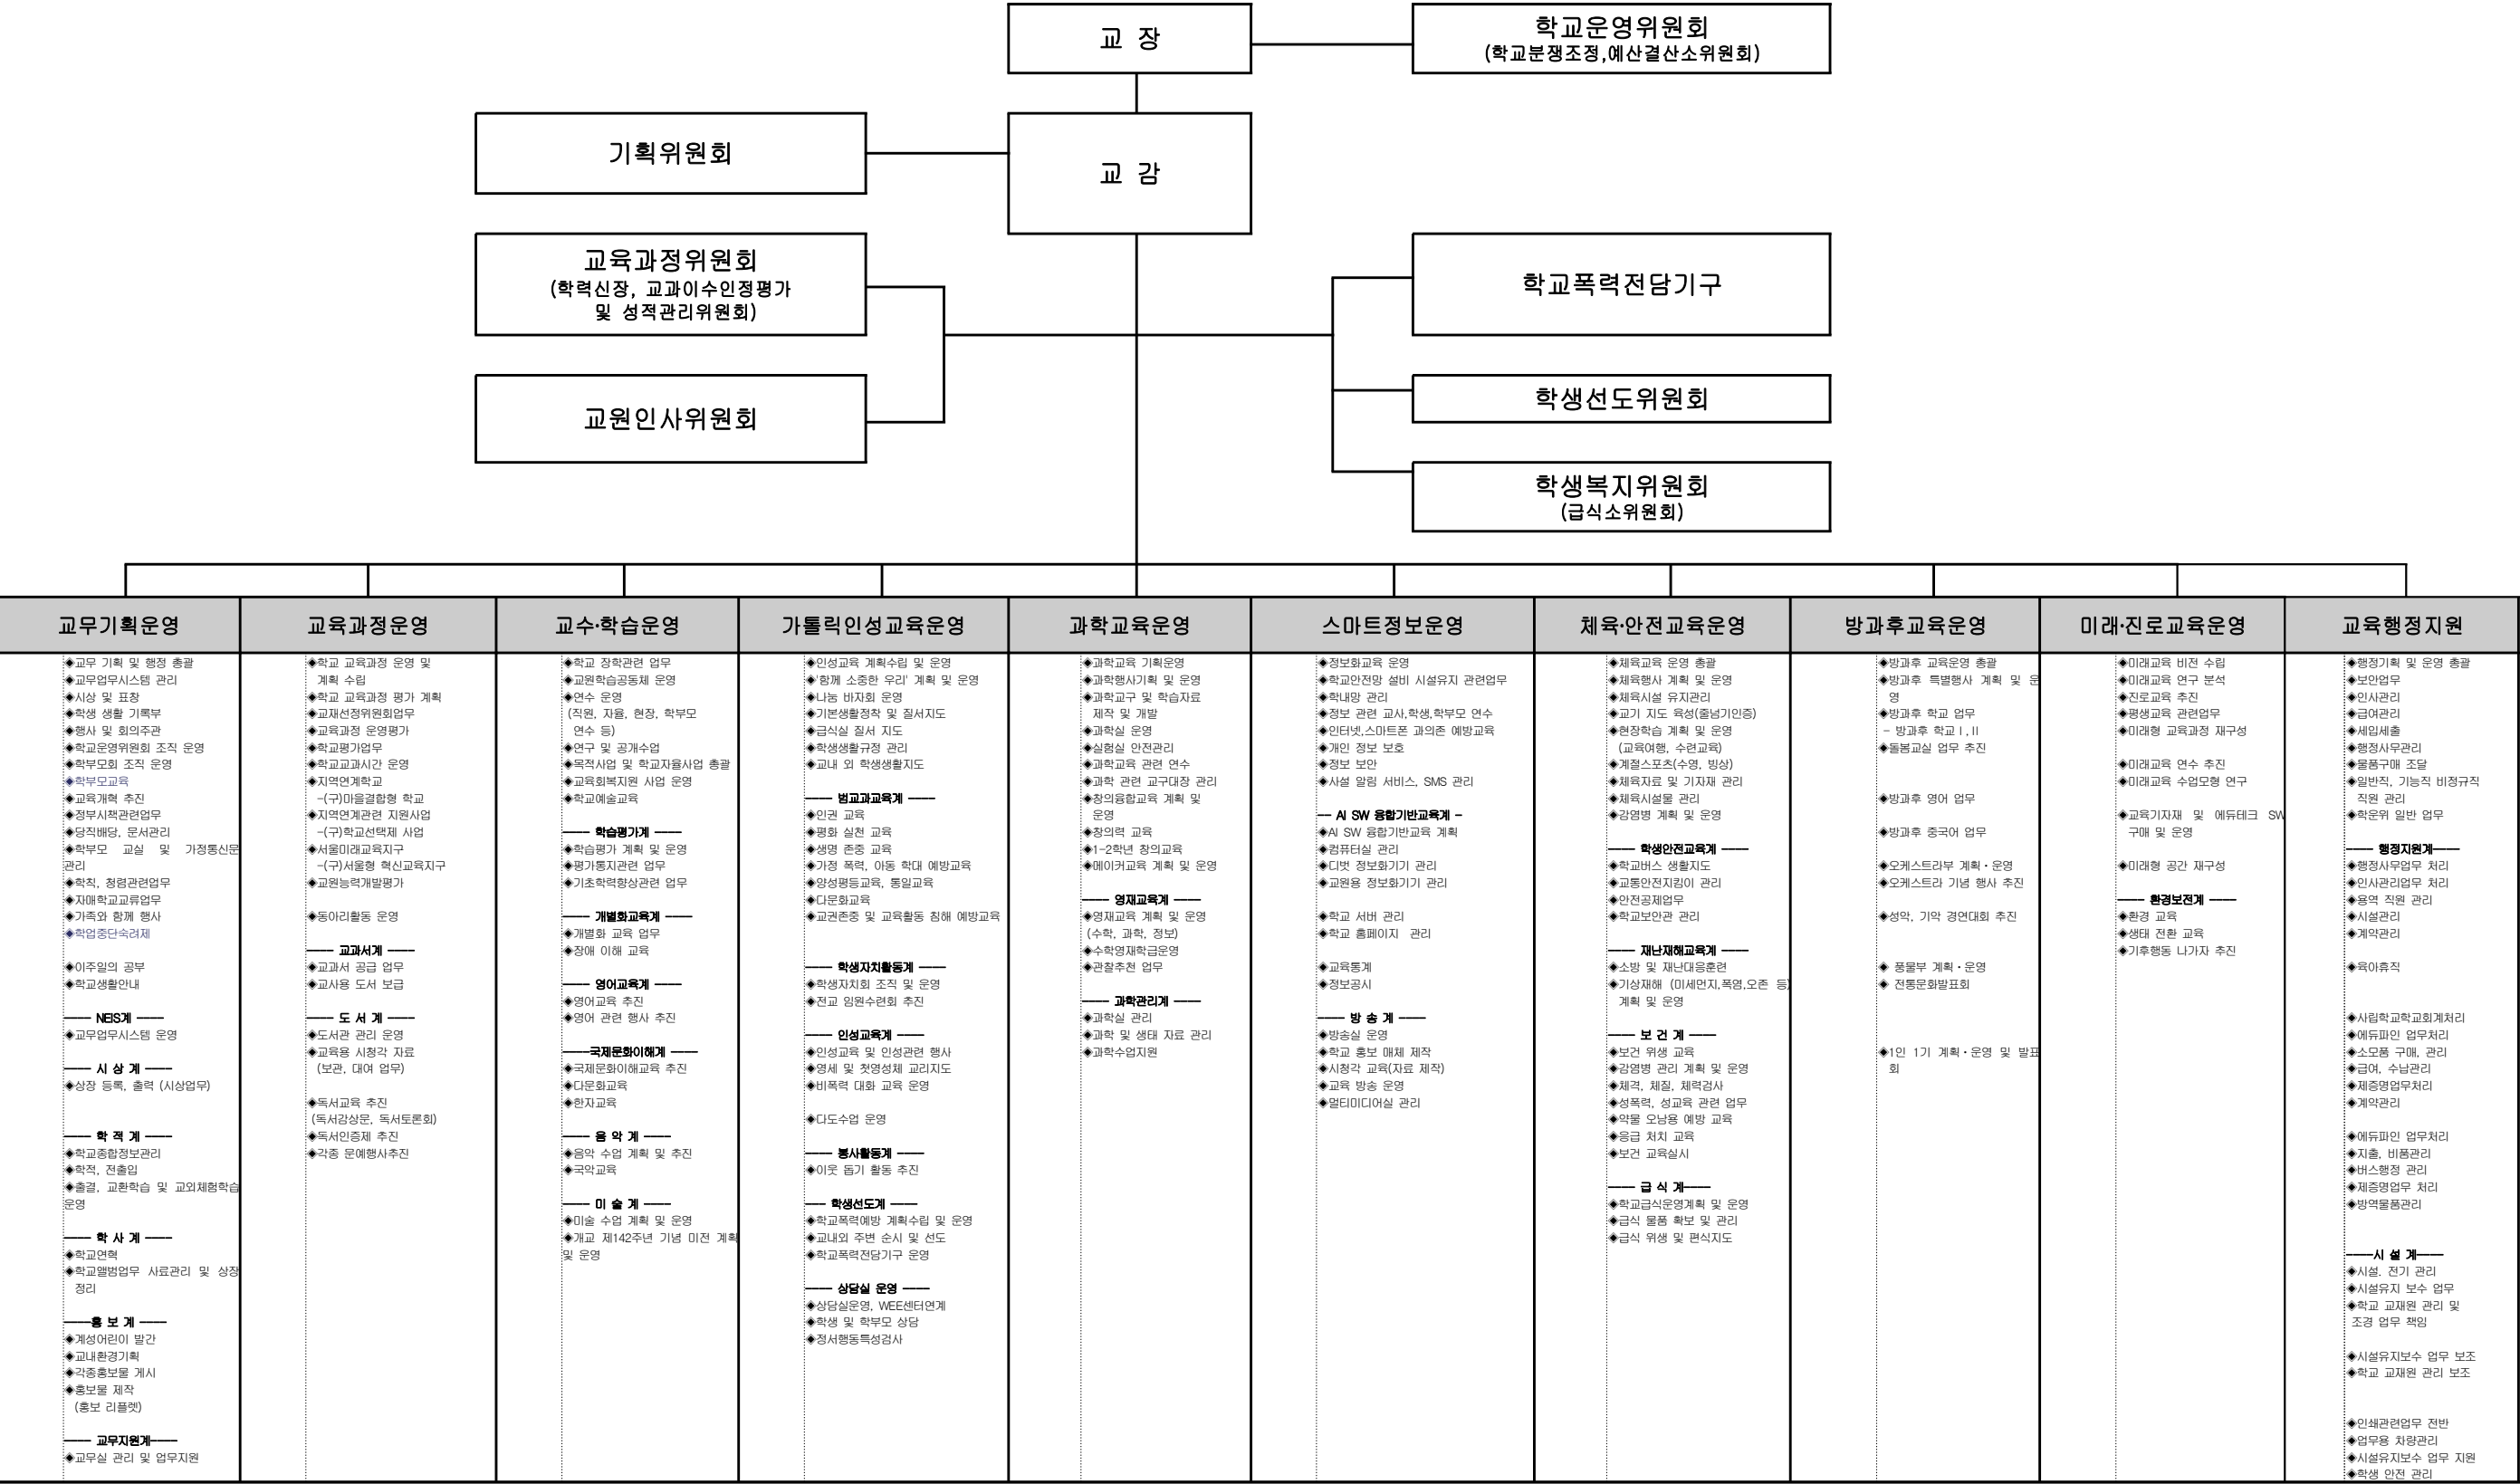 교 장
학교운영위원회
(학교분쟁조정,예산결산소위원회)
기획위원회
교 감
교육과정위원회
(학력신장, 교과이수인정평가
및 성적관리위원회)
학교폭력전담기구
교원인사위원회
학생선도위원회
학생복지위원회
(급식소위원회)
교무기획운영
◈교무 기획 및 행정 총괄
◈교무업무시스템 관리
◈시상 및 표창
◈학생 생활 기록부
◈행사 및 회의주관
◈학교운영위원회 조직 운영
◈학부모회 조직 운영
◈학부모교육
◈교육개혁 추진
◈정부시책관련업무
◈당직배당, 문서관리
◈학부모 교실 및 가정통신문
관리
◈학칙, 청령관련업무
◈자매학교교류업무
◈가족와 함께 행사
◈학업중단숙려제
◈이주일의 공부
◈학교생활안내
---- NEIS계 ----
◈교무업무시스템 운영
---- 시 상 계 ----
◈상장 등록, 출력 (시상업무)
---- 학 적 계 ----
◈학교종합정보관리
◈학적, 전출입
◈출결, 교환학습 및 교외체험학습
운영
---- 학 사 계 ----
◈학교연혁
◈학교앨범업무 사료관리 및 상장
정리
----홍 보 계 ----
◈계성어린이 발간
◈교내환경기획
◈각종홍보물 게시
◈홍보물 제작
(홍보 리플렛)
---- 교무지원계----
◈교무실 관리 및 업무지원
교육과정운영
◈학교 교육과정 운영 및
계획 수립
◈학교 교육과정 평가 계획
◈교재선정위원회업무
◈교육과정 운영평가
◈학교평가업무
◈학교교과시간 운영
◈지역연계학교
-(구)마을결합형 학교
◈지역연계관련 지원사업
-(구)학교선택제 사업
◈서울미래교육지구
-(구)서울형 혁신교육지구
◈교원능력개발평가
◈동아리활동 운영
---- 교과서계 ----
◈교과서 공급 업무
◈교사용 도서 보급
---- 도 서 계 ----
◈도서관 관리 운영
◈교육용 시청각 자료
(보관, 대여 업무)
◈독서교육 추진
(독서감상문, 독서토론회)
◈독서인증제 추진
◈각종 문예행사추진
교수·학습운영
◈학교 장학관련 업무
◈교원학습공동체 운영
◈연수 운영
(직원, 자율, 현장, 학부모
연수 등)
◈연구 및 공개수업
◈목적사업 및 학교자율사업 총괄
◈교육회복지원 사업 운영
◈학교예술교육
---- 학습평가계 ----
◈학습평가 계획 및 운영
◈평가통지관련 업무
◈기초학력향상관련 업무
---- 개별화교육계 ----
◈개별화 교육 업무
◈장애 이해 교육
---- 영어교육계 ----
◈영어교육 추진
◈영어 관련 행사 추진
----국제문화이해계 ----
◈국제문화이해교육 추진
◈다문화교육
◈한자교육
---- 음 악 계 ----
◈음악 수업 계획 및 추진
◈국악교육
---- 미 술 계 ----
◈미술 수업 계획 및 운영
◈개교 제142주년 기념 미전 계획
및 운영
가톨릭인성교육운영
◈인성교육 계획수립 및 운영
◈'함께 소중한 우리' 계획 및 운영
◈나눔 바자회 운영
◈기본생활정착 및 질서지도
◈급식실 질서 지도
◈학생생활규정 관리
◈교내 외 학생생활지도
---- 범교과교육계 ----
◈인권 교육
◈평화 실천 교육
◈생명 존중 교육
◈가정 폭력, 아동 학대 예방교육
◈양성평등교육, 통일교육
◈다문화교육
◈교권존중 및 교육활동 침해 예방교육
---- 학생자치활동계 ----
◈학생자치회 조직 및 운영
◈전교 임원수련회 추진
---- 인성교육계 ----
◈인성교육 및 인성관련 행사
◈영세 및 첫영성체 교리지도
◈비폭력 대화 교육 운영
◈다도수업 운영
---- 봉사활동계 ----
◈이웃 돕기 활동 추진
--- 학생선도계 ----
◈학교폭력예방 계획수립 및 운영
◈교내외 주변 순시 및 선도
◈학교폭력전담기구 운영
---- 상담실 운영 ----
◈상담실운영, WEE센터연계
◈학생 및 학부모 상담
◈정서행동특성검사
과학교육운영
◈과학교육 기획운영
◈과학행사기획 및 운영
◈과학교구 및 학습자료
제작 및 개발
◈과학실 운영
◈실험실 안전관리
◈과학교육 관련 연수
◈과학 관련 교구대장 관리
◈창의융합교육 계획 및
운영
◈창의력 교육
◈1-2학년 창의교육
◈메이커교육 계획 및 운영
---- 영재교육계 ----
◈영재교육 계획 및 운영
(수학, 과학, 정보)
◈수학영재학급운영
◈관찰추천 업무
---- 과학관리계 ----
◈과학실 관리
◈과학 및 생태 자료 관리
◈과학수업지원
스마트정보운영
◈정보화교육 운영
◈학교안전망 설비 시설유지 관련업무
◈학내망 관리
◈정보 관련 교사,학생,학부모 연수
◈인터넷,스마트폰 과의존 예방교육
◈개인 정보 보호
◈정보 보안
◈사설 알림 서비스, SMS 관리
-- AI SW 융합기반교육계 -
◈AI SW 융합기반교육 계획
◈컴퓨터실 관리
◈디벗 정보화기기 관리
◈교원용 정보화기기 관리
◈학교 서버 관리
◈학교 홈페이지 관리
◈교육통계
◈정보공시
---- 방 송 계 ----
◈방송실 운영
◈학교 홍보 매체 제작
◈시청각 교육(자료 제작)
◈교육 방송 운영
◈멀티미디어실 관리
체육·안전교육운영
◈체육교육 운영 총괄
◈체육행사 계획 및 운영
◈체육시설 유지관리
◈교기 지도 육성(줄넘기인증)
◈현장학습 계획 및 운영
(교육여행, 수련교육)
◈계절스포츠(수영, 빙상)
◈체육자료 및 기자재 관리
◈체육시설물 관리
◈감염병 계획 및 운영
---- 학생안전교육계 ----
◈학교버스 생활지도
◈교통안전지킴이 관리
◈안전공제업무
◈학교보안관 관리
---- 재난재해교육계 ----
◈소방 및 재난대응훈련
◈기상재해 (미세먼지,폭염,오존 등)
계획 및 운영
---- 보 건 계 ----
◈보건 위생 교육
◈감염병 관리 계획 및 운영
◈체격, 체질, 체력검사
◈성폭력, 성교육 관련 업무
◈약물 오남용 예방 교육
◈응급 처치 교육
◈보건 교육실시
---- 급 식 계----
◈학교급식운영계획 및 운영
◈급식 물품 확보 및 관리
◈급식 위생 및 편식지도
방과후교육운영
◈방과후 교육운영 총괄
◈방과후 특별행사 계획 및 운
영
◈방과후 학교 업무
- 방과후 학교Ⅰ,Ⅱ
◈돌봄교실 업무 추진
◈방과후 영어 업무
◈방과후 중국어 업무
◈오케스트라부 계획·운영
◈오케스트라 기념 행사 추진
◈성악, 기악 경연대회 추진
◈ 풍물부 계획·운영
◈ 전통문화발표회
◈1인 1기 계획·운영 및 발표
회
미래·진로교육운영
◈미래교육 비전 수립
◈미래교육 연구 분석
◈진로교육 추진
◈평생교육 관련업무
◈미래형 교육과정 재구성
◈미래교육 연수 추진
◈미래교육 수업모형 연구
◈교육기자재 및 에듀테크 SW
구매 및 운영
◈미래형 공간 재구성
---- 환경보전계 ----
◈환경 교육
◈생태 전환 교육
◈기후행동 나가자 추진
교육행정지원
◈행정기획 및 운영 총괄
◈보안업무
◈인사관리
◈급여관리
◈세입세출
◈행정사무관리
◈물품구매 조달
◈일반직, 기능직 비정규직
직원 관리
◈학운위 일반 업무
---- 행정지원계----
◈행정사무업무 처리
◈인사관리업무 처리
◈용역 직원 관리
◈시설관리
◈계약관리
◈육아휴직
◈사립학교학교회계처리
◈에듀파인 업무처리
◈소모품 구매, 관리
◈급여, 수납관리
◈제증명업무처리
◈계약관리
◈에듀파인 업무처리
◈지출, 비품관리
◈버스행정 관리
◈제증명업무 처리
◈방역물품관리
----시 설 계----
◈시설, 전기 관리
◈시설유지 보수 업무
◈학교 교재원 관리 및
조경 업무 책임
◈시설유지보수 업무 보조
◈학교 교재원 관리 보조
◈인쇄관련업무 전반
◈업무용 차량관리
◈시설유지보수 업무 지원
◈학생 안전 관리